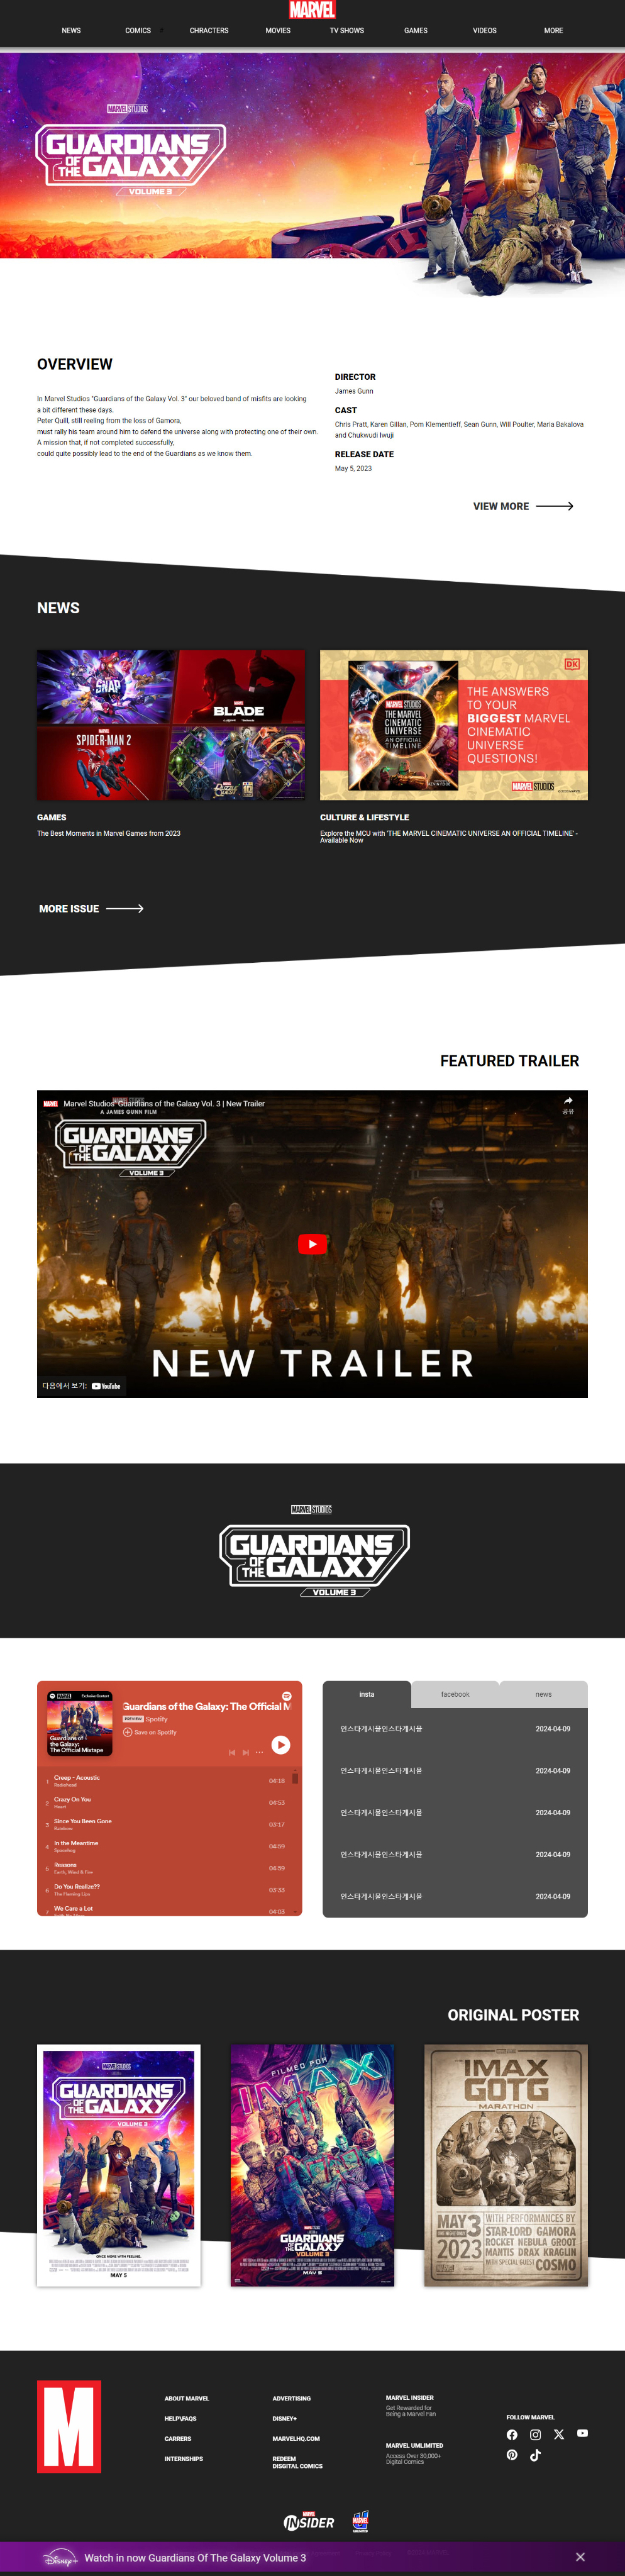 MARVEL
NEWS
COMICS
CHRACTERS
MOVIES
TV SHOWS
GAMES
VIDEOS
MORE
MARVEL STUDIOS
GUARDIANS
OF THE GALAXY
VOLUME 3
OVERVIEW
In Marvel Studios "Guardians of the Galaxy Vol. 3" our beloved band of misfits are looking
a bit different these days.
Peter Quill, still reeling from the loss of Gamora,
must rally his team around him to defend the universe along with protecting one of their own.
A mission that, if not completed successfully,
could quite possibly lead to the end of the Guardians as we know them.
DIRECTOR
James Gunn
CAST
Chris Pratt, Karen Gillan, Pom Klementieff, Sean Gunn, Will Poulter, Maria Bakalova
and Chukwudi Iwuji
RELEASE DATE
May 5, 2023
VIEW MORE
NEWS
SNAP
BLADE
MARVEL
SPIDER-MAN 2
DK
MARVEL STUDIOS
THE MARVEL
CINEMATIC
UNIVERSE
AN OFFICIAL
TIMELINE
THE ANSWERS
TO YOUR
BIGGEST MARVEL
CINEMATIC
UNIVERSE
QUESTIONS!
MARVEL STUDIOS
GAMES
The Best Moments in Marvel Games from 2023
CULTURE & LIFESTYLE
Explore the MCU with 'THE MARVEL CINEMATIC UNIVERSE AN OFFICIAL TIMELINE' -
Available Now
MORE ISSUE
FEATURED TRAILER
Marvel Studios' Guardians of the Galaxy Vol. 3 | New Trailer
공유
A JAMES GUNN FILM
GUARDIANS
OF THE GALAXY
VOLUME 3
NEW TRAILER
다음에서 보기: YouTube
MARVEL STUDIOS
GUARDIANS
OF THE GALAXY
VOLUME 3
MARVEL Exclusive Content
Guardians of
the Galaxy:
The Official Mixtape
Guardians of the Galaxy: The Official M
PREVIEW Spotify
Save on Spotify
1 Creep - Acoustic 04:18
Radiohead
2 Crazy On You 04:53
Heart
3 Since You Been Gone 03:17
Rainbow
4 In the Meantime 04:59
Spacehog
5 Reasons 04:59
Earth, Wind & Fire
6 Do You Realize?? 03:33
The Flaming Lips
7 We Care a Lot 04:03
Faith No More
insta
facebook
news
인스타게시물인스타게시물 2024-04-09
인스타게시물인스타게시물 2024-04-09
인스타게시물인스타게시물 2024-04-09
인스타게시물인스타게시물 2024-04-09
인스타게시물인스타게시물 2024-04-09
ORIGINAL POSTER
MARVEL STUDIOS
GUARDIANS
OF THE GALAXY
VOLUME 3
ONCE MORE WITH FEELING.
MAY 5
FILMED FOR
IMAX
GUARDIANS
OF THE GALAXY
VOLUME 3
MAY 5
IMAX
GOTG
MARATHON
MAY 3
2023
WITH PERFORMANCES BY
STAR-LORD GAMORA
ROCKET NEBULA GROOT
MANTIS DRAX KRAGLIN
WITH SPECIAL GUEST COSMO
M
ABOUT MARVEL
HELP\FAQS
CARRERS
INTERNSHIPS
ADVERTISING
DISNEY+
MARVELHQ.COM
REDEEM
DISGITAL COMICS
MARVEL INSIDER
Get Rewarded for
Being a Marvel Fan
MARVEL UMLIMITED
Access Over 30,000+
Digital Comics
FOLLOW MARVEL
MARVEL
INSIDER
UNLIMITED
Disney+ Watch in now Guardians Of The Galaxy Volume 3